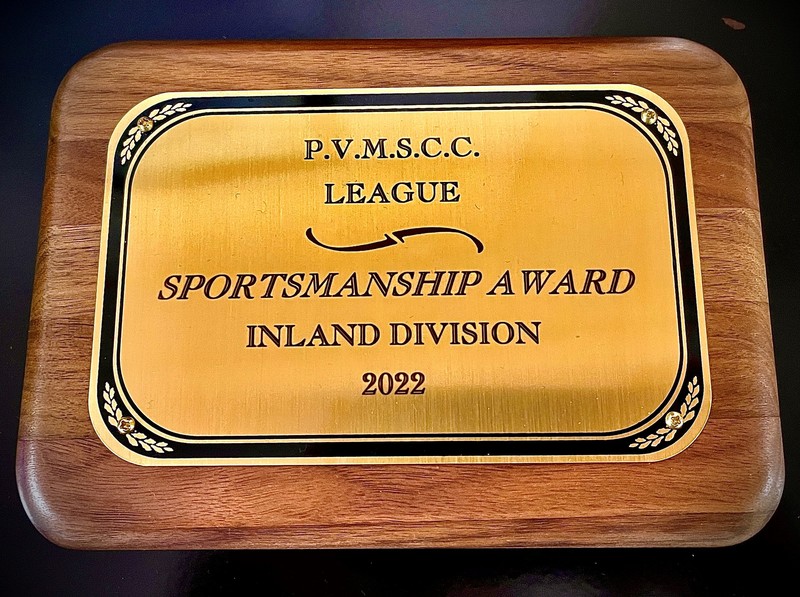 P.V.M.S.C.C.
LEAGUE
SPORTSMANSHIP AWARD
INLAND DIVISION
2022